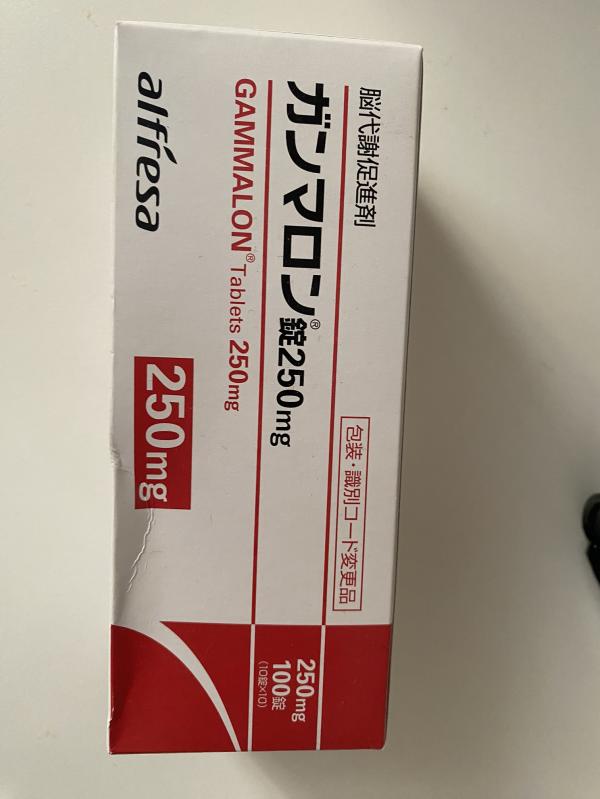 脳代謝促進剤
ガンマロン®錠250mg
GAMMALON® Tablets 250mg
alfresa
250mg
包装・識別コード変更品
250mg
100錠
(10錠×10)